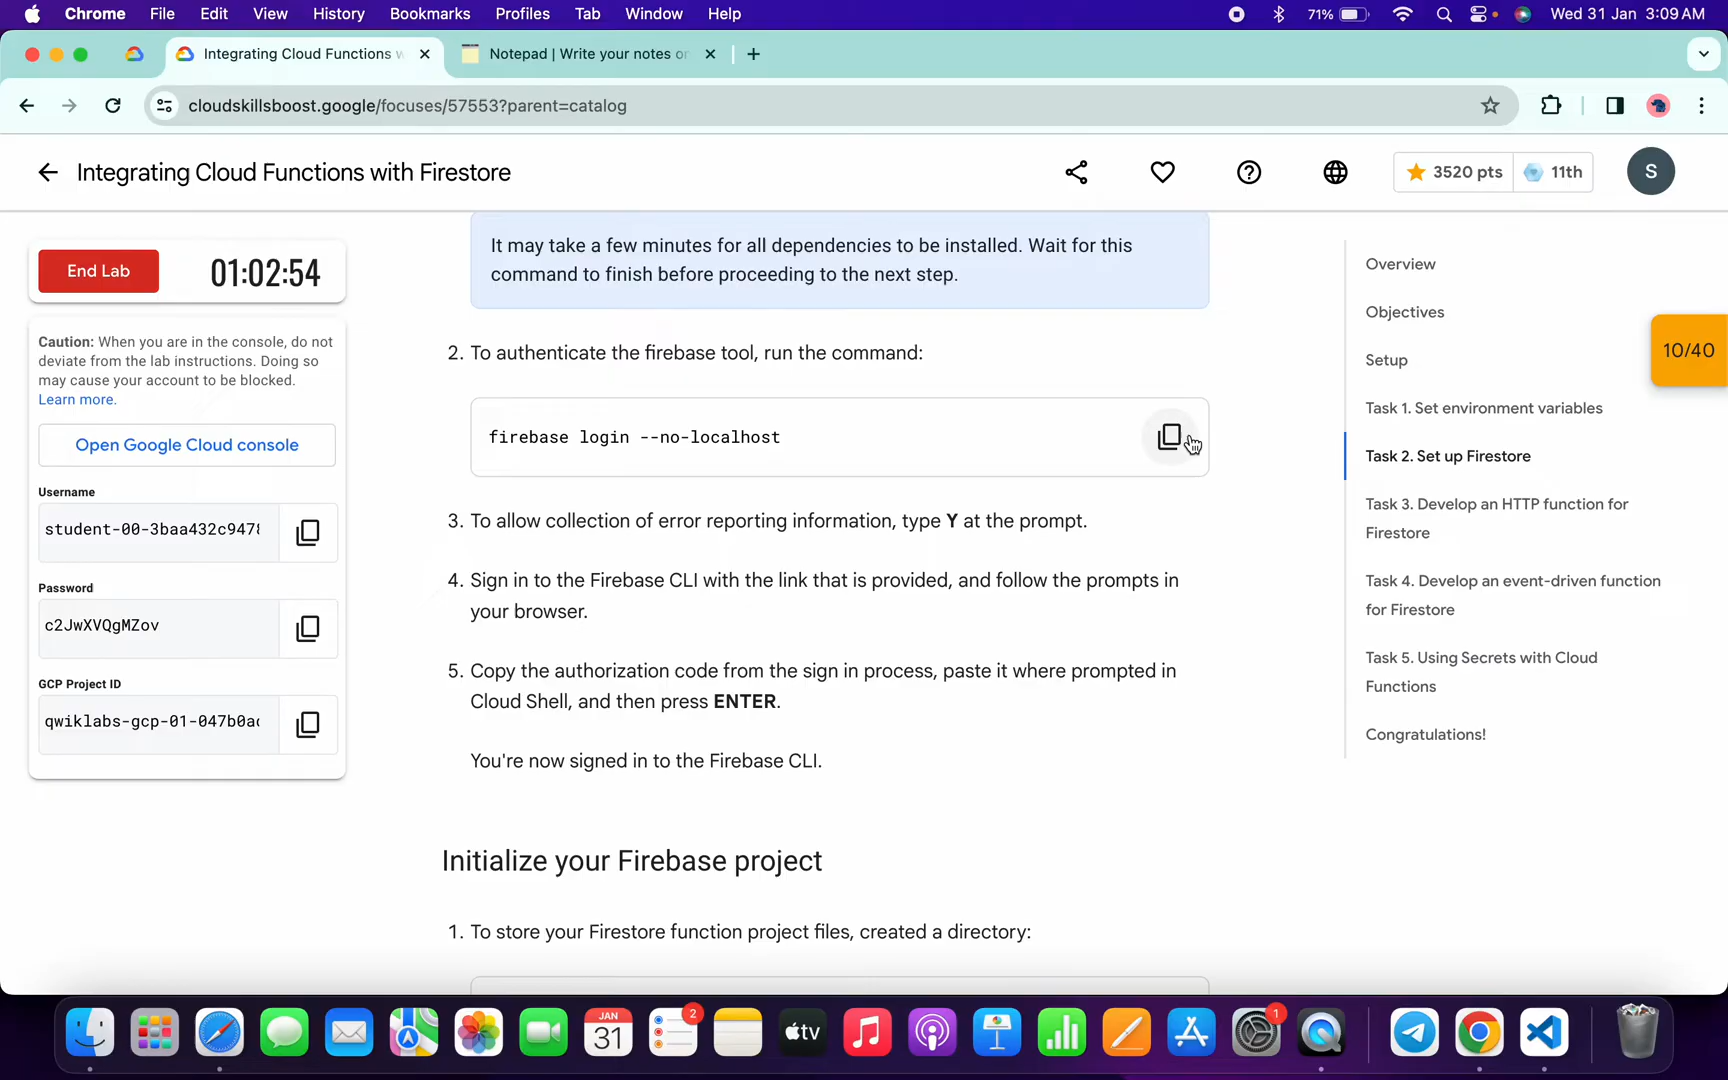 Chrome File Edit View History Bookmarks Profiles Tab Window Help 71% Wed 31 Jan 3:09 AM
Integrating Cloud Functions w
Notepad | Write your notes or
cloudskillsboost.google/focuses/57553?parent=catalog
Integrating Cloud Functions with Firestore
3520 pts
11th
S
End Lab
01:02:54
Caution: When you are in the console, do not
deviate from the lab instructions. Doing so
may cause your account to be blocked.
Learn more.
Open Google Cloud console
Username
student-00-3baa432c9478
Password
c2JwXVQgMZov
GCP Project ID
qwiklabs-gcp-01-047b0ac
It may take a few minutes for all dependencies to be installed. Wait for this
command to finish before proceeding to the next step.
2. To authenticate the firebase tool, run the command:
firebase login --no-localhost
3. To allow collection of error reporting information, type Y at the prompt.
4. Sign in to the Firebase CLI with the link that is provided, and follow the prompts in
your browser.
5. Copy the authorization code from the sign in process, paste it where prompted in
Cloud Shell, and then press ENTER.
You're now signed in to the Firebase CLI.
Initialize your Firebase project
1. To store your Firestore function project files, created a directory:
Overview
Objectives
Setup
Task 1. Set environment variables
Task 2. Set up Firestore
Task 3. Develop an HTTP function for
Firestore
Task 4. Develop an event-driven function
for Firestore
Task 5. Using Secrets with Cloud
Functions
Congratulations!
10/40
JAN
31
2
tv
1